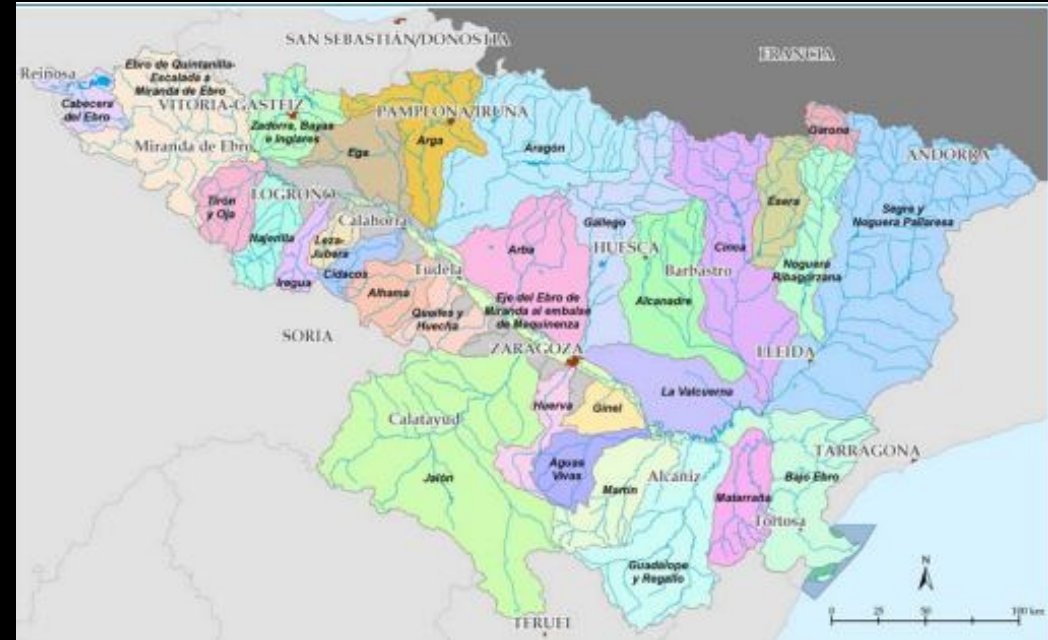 SAN SEBASTIÁN/DONOSTIA
FRANCIA
Reinosa
Ebro de Quintanilla-
Escalada a
Miranda de Ebro
Cabecera
del Ebro
VITORIA-GASTEIZ
PAMPLONA/IRUÑA
Zadorra, Bayas
e Inglares
Garona
Miranda de Ebro
Ega
Arga
Aragón
ANDORRA
Tirón
y Oja
LOGROÑO
Esera
Segre y
Noguera Pallaresa
Calahorra
Gállego
Najerilla
Leza-
Jubera
Arba
HUESCA
Cinca
Cidacos
Tudela
Barbastro
Noguera
Ribagorzana
Iregua
Alhama
Eje del Ebro de
Miranda al embalse
de Mequinenza
Alcanadre
Queiles y
Huecha
SORIA
ZARAGOZA
LLEIDA
La Valcuerna
Huerva
Ginel
Calatayud
TARRAGONA
Aguas
Vivas
Alcañiz
Jalón
Martín
Matarraña
Bajo Ebro
Tortosa
Guadalope
y Regallo
N
0 25 50 100 km
TERUEL